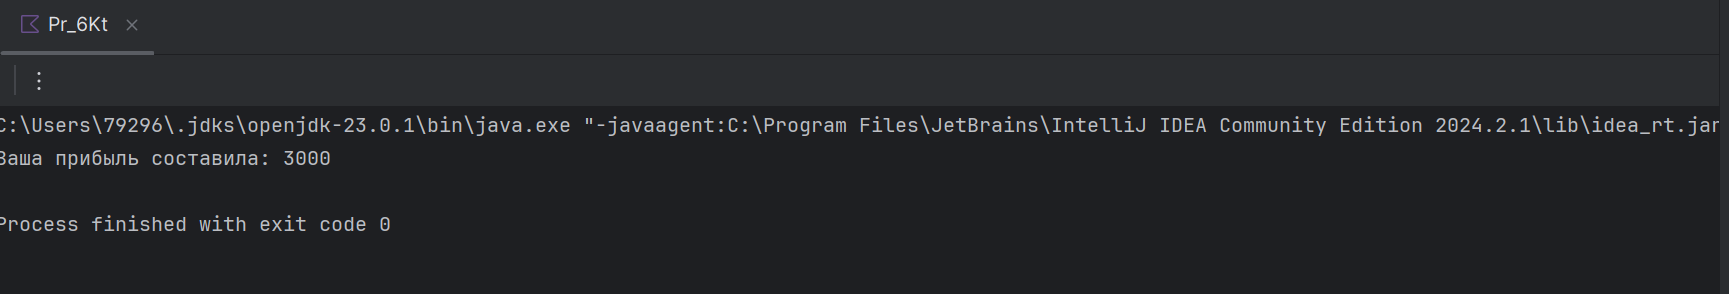 Pr_6Kt
C:\Users\79296\.jdks\openjdk-23.0.1\bin\java.exe "-javaagent:C:\Program Files\JetBrains\IntelliJ IDEA Community Edition 2024.2.1\lib\idea_rt.jar
Ваша прибыль составила: 3000
Process finished with exit code 0